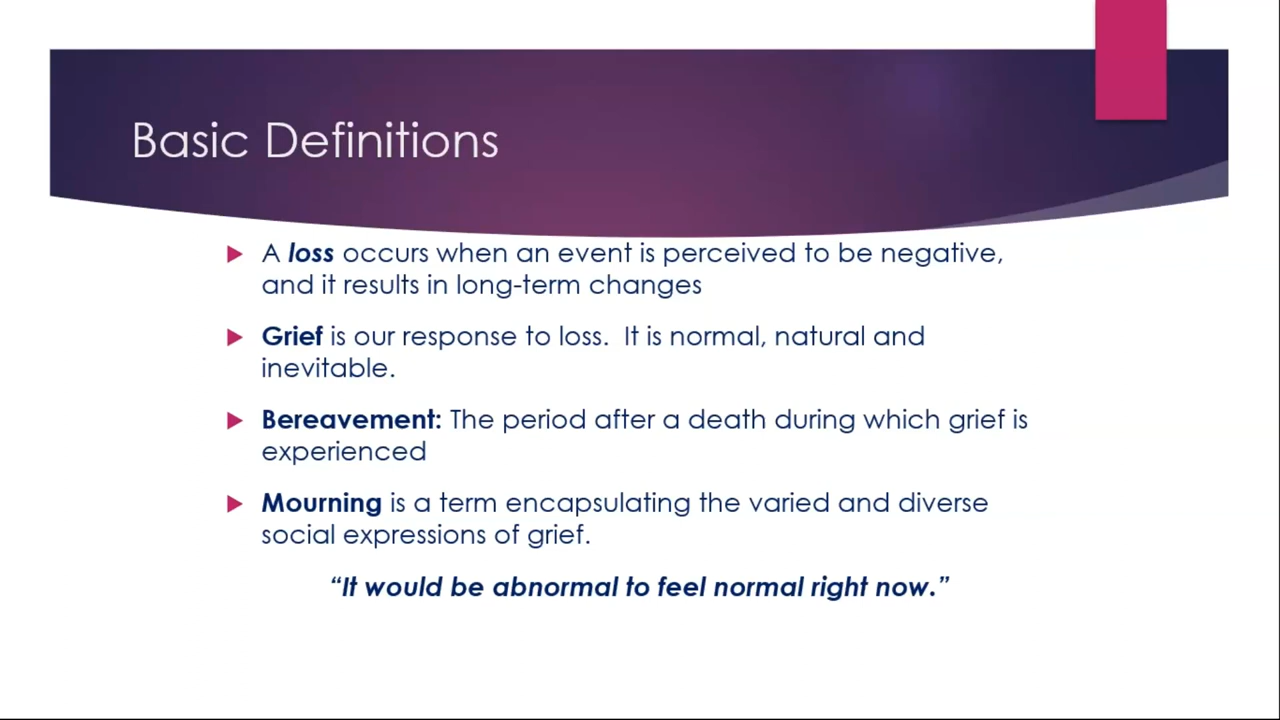 Basic Definitions
A loss occurs when an event is perceived to be negative,
and it results in long-term changes
Grief is our response to loss.  It is normal, natural and
inevitable.
Bereavement: The period after a death during which grief is
experienced
Mourning is a term encapsulating the varied and diverse
social expressions of grief.
“It would be abnormal to feel normal right now.”